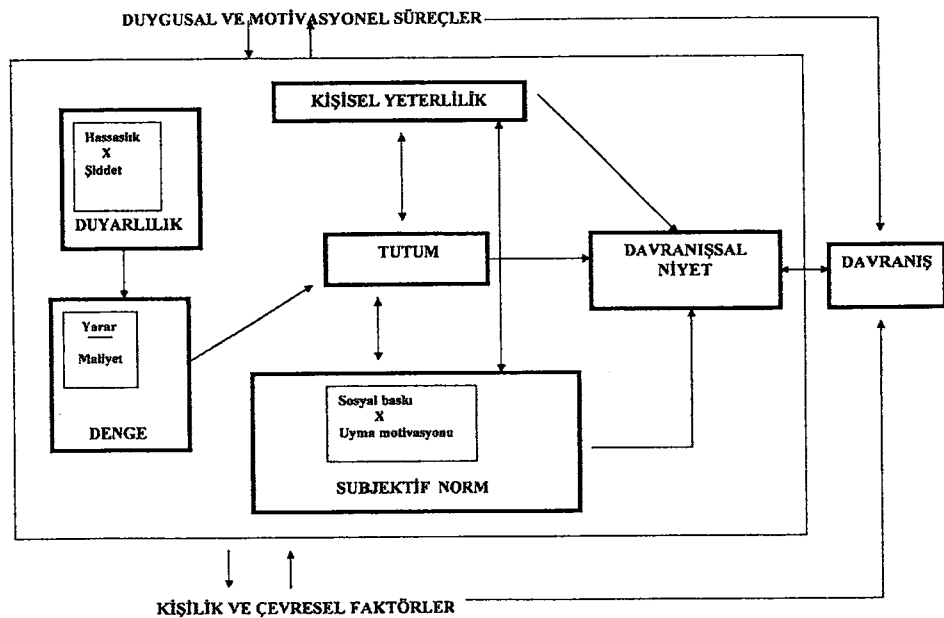 DUYGUSAL VE MOTİVASYONEL SÜREÇLER
KİŞİSEL YETERLİLİK
Hassaslık
X
Şiddet
DUYARLILIK
TUTUM
DAVRANIŞSAL
NİYET
DAVRANIŞ
Yarar
Maliyet
DENGE
Sosyal baskı
X
Uyma motivasyonu
SUBJEKTİF NORM
KİŞİLİK VE ÇEVRESEL FAKTÖRLER